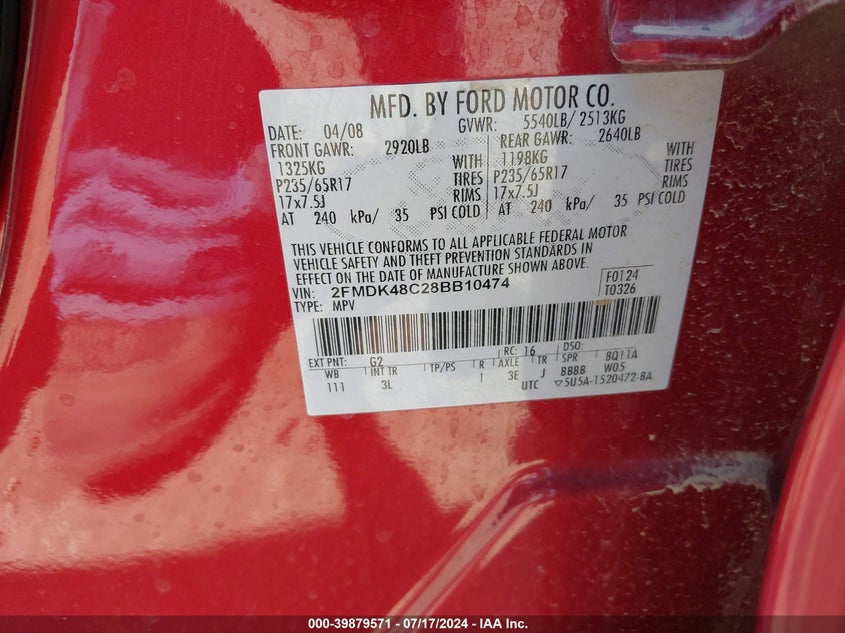 MFD. BY FORD MOTOR CO.
DATE: 04/08 GVWR: 5540LB/ 2513KG
FRONT GAWR: 2920LB REAR GAWR: 2640LB
1325KG WITH 1198KG WITH
P235/65R17 TIRES P235/65R17 TIRES
17x7.5J RIMS 17x7.5J RIMS
AT 240 kPa/ 35 PSI COLD AT 240 kPa/ 35 PSI COLD
THIS VEHICLE CONFORMS TO ALL APPLICABLE FEDERAL MOTOR
VEHICLE SAFETY AND THEFT PREVENTION STANDARDS IN
EFFECT ON THE DATE OF MANUFACTURE SHOWN ABOVE.
VIN: 2FMDK48C28BB10474 F0124
TYPE: MPV T0326
EXT PNT: G2 RC: 16 DSO:
WB INT TR TP/PS R AXLE TR SPR 8Q11A
111 3L 1 3E J BBBB W05
UTC ▽5U5A-1520472-BA
000-39879571 - 07/17/2024 - IAA Inc.